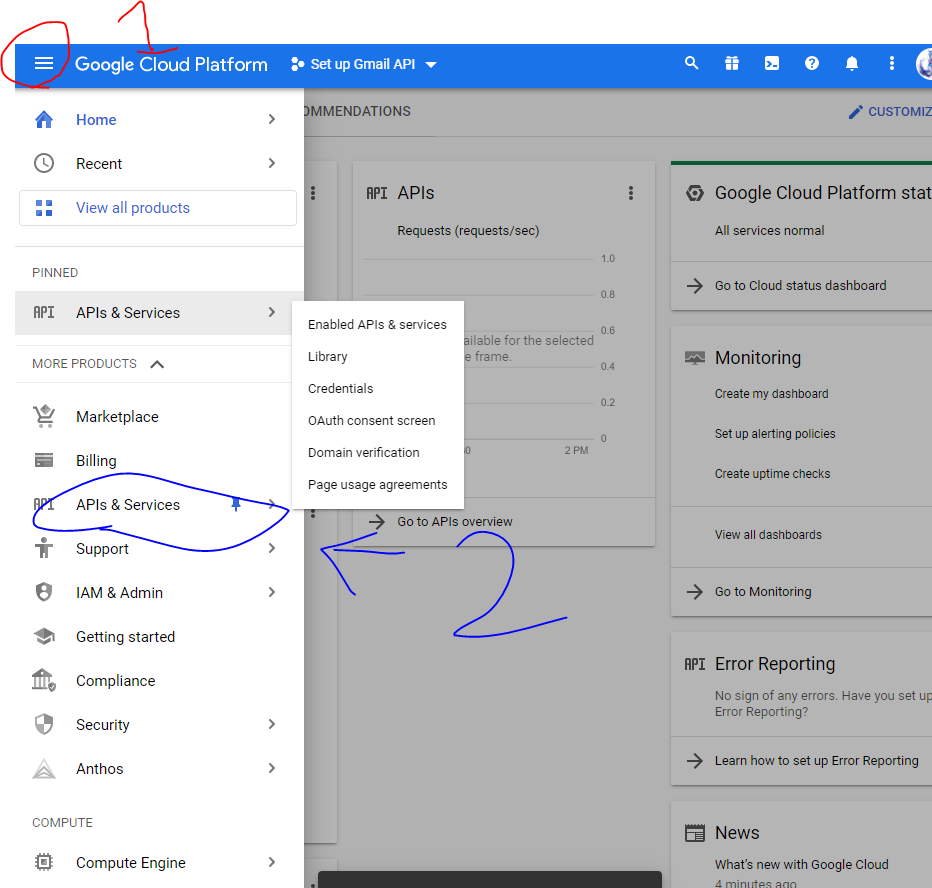 1
Google Cloud Platform
Set up Gmail API
Home
Recent
View all products
PINNED
API APIs & Services
MORE PRODUCTS
Marketplace
Billing
API APIs & Services
Support
IAM & Admin
Getting started
Compliance
Security
Anthos
COMPUTE
Compute Engine
Enabled APIs & services
Library
Credentials
OAuth consent screen
Domain verification
Page usage agreements
2
OMMENDATIONS
CUSTOMIZ
API APIs
Requests (requests/sec)
1.0
0.8
0.6
ailable for the selected
e frame.
0.4
0.2
0
30
2 PM
Go to APIs overview
Google Cloud Platform stat
All services normal
Go to Cloud status dashboard
Monitoring
Create my dashboard
Set up alerting policies
Create uptime checks
View all dashboards
Go to Monitoring
API Error Reporting
No sign of any errors. Have you set up
Error Reporting?
Learn how to set up Error Reporting
News
What's new with Google Cloud
4 minutes ago